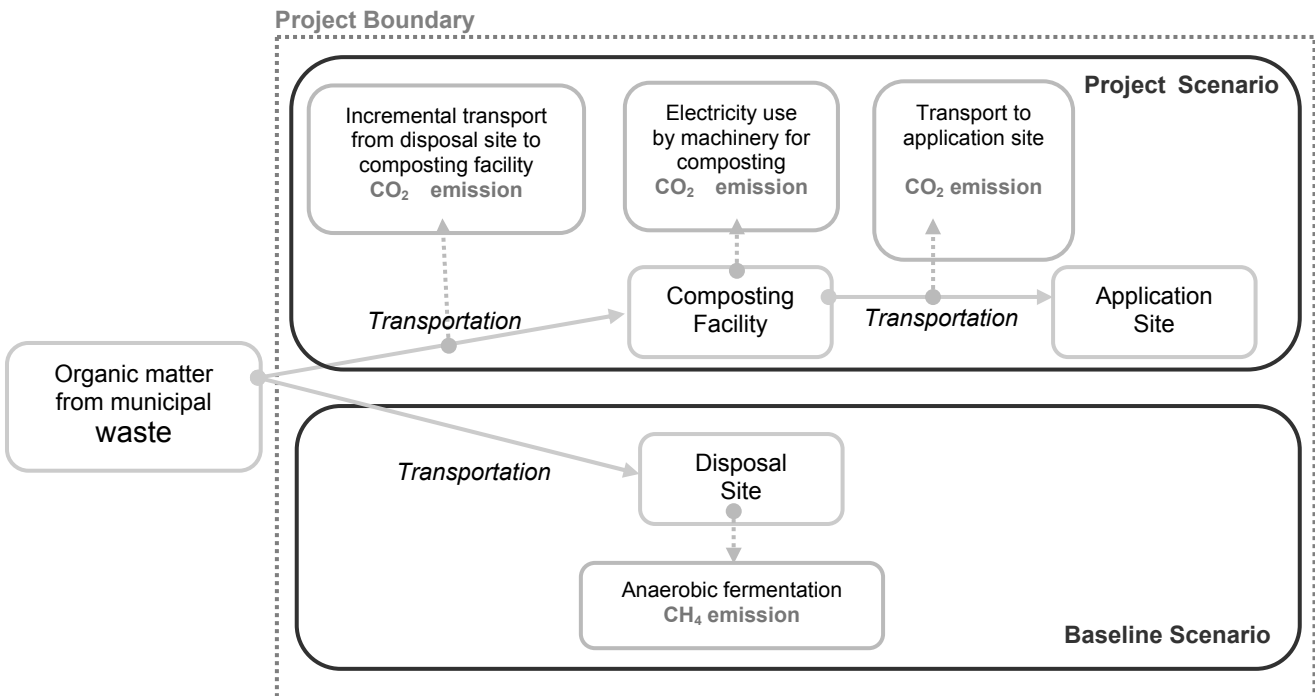 Project Boundary
Project Scenario
Incremental transport
from disposal site to
composting facility
CO₂ emission
Electricity use
by machinery for
composting
CO₂ emission
Transport to
application site
CO₂ emission
Transportation
Composting
Facility
Transportation
Application
Site
Organic matter
from municipal
waste
Transportation
Disposal
Site
Anaerobic fermentation
CH₄ emission
Baseline Scenario